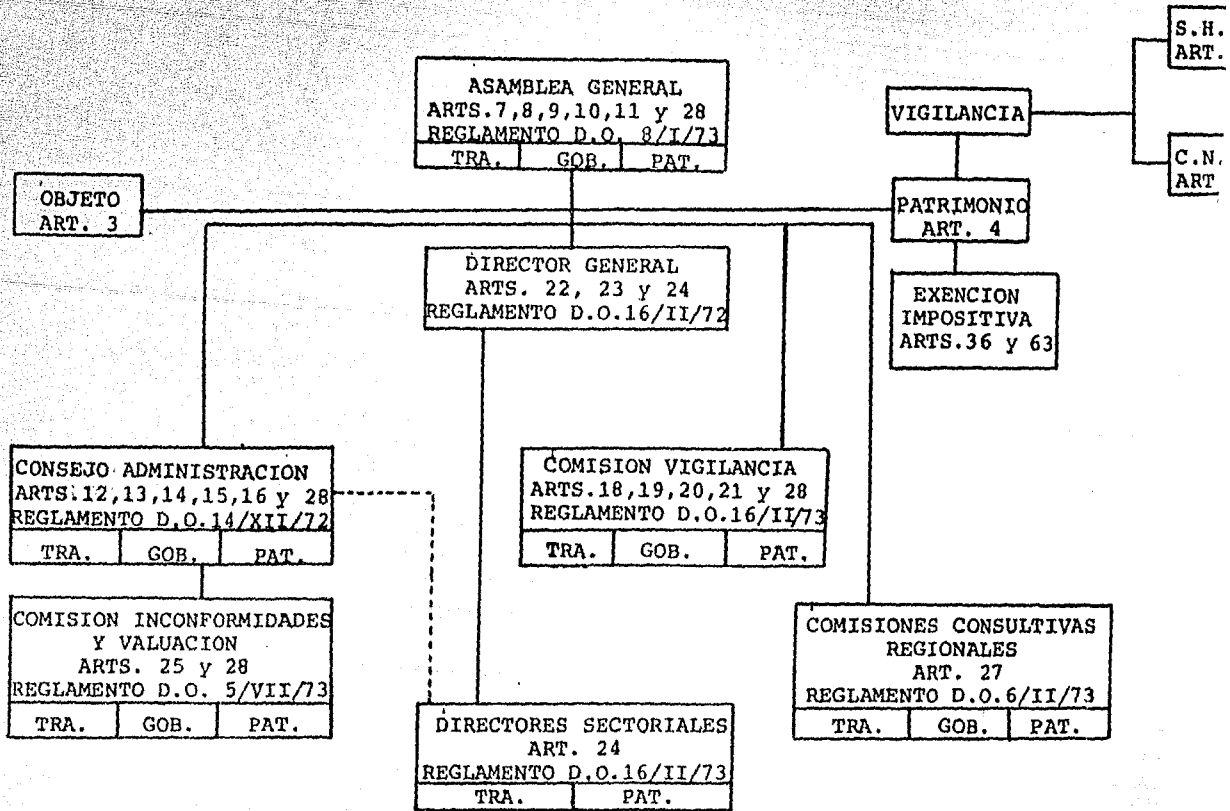 S.H.
ART.
ASAMBLEA GENERAL
ARTS.7,8,9,10,11 y 28
REGLAMENTO D.O. 8/I/73
TRA. GOB. PAT.
VIGILANCIA
C.N.
ART
OBJETO
ART. 3
PATRIMONIO
ART. 4
DIRECTOR GENERAL
ARTS. 22, 23 y 24
REGLAMENTO D.O.16/II/72
EXENCION
IMPOSITIVA
ARTS.36 y 63
CONSEJO ADMINISTRACION
ARTS.12,13,14,15,16 y 28
REGLAMENTO D.O.14/XII/72
TRA. GOB. PAT.
COMISION VIGILANCIA
ARTS.18,19,20,21 y 28
REGLAMENTO D.O.16/II/73
TRA. GOB. PAT.
COMISION INCONFORMIDADES
Y VALUACION
ARTS. 25 y 28
REGLAMENTO D.O. 5/VII/73
TRA. GOB. PAT.
COMISIONES CONSULTIVAS
REGIONALES
ART. 27
REGLAMENTO D.O.6/II/73
TRA. GOB. PAT.
DIRECTORES SECTORIALES
ART. 24
REGLAMENTO D.O.16/II/73
TRA. PAT.